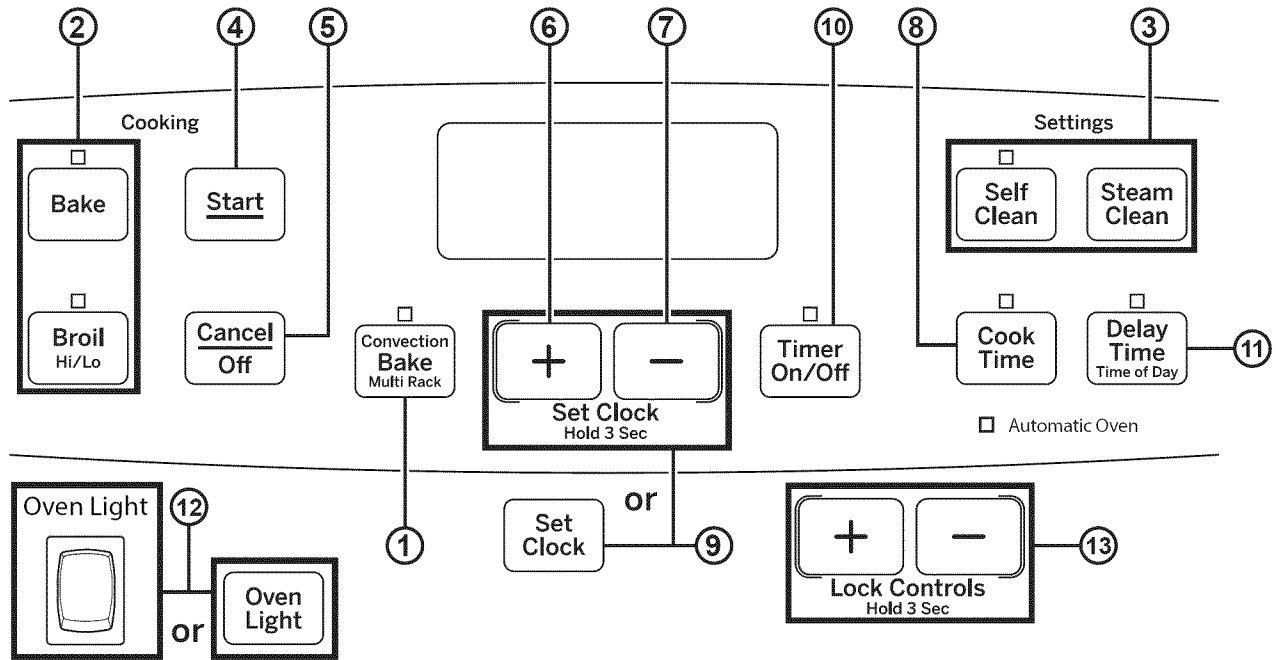 2
4
5
6
7
10
8
3
Cooking
Settings
Bake
Start
Self
Clean
Steam
Clean
Broil
Hi/Lo
Cancel
Off
Convection
Bake
Multi Rack
+
−
Set Clock
Hold 3 Sec
Timer
On/Off
Cook
Time
Delay
Time
Time of Day
11
Automatic Oven
Oven Light
12
or
Oven
Light
1
Set
Clock
or
9
+
−
Lock Controls
Hold 3 Sec
13